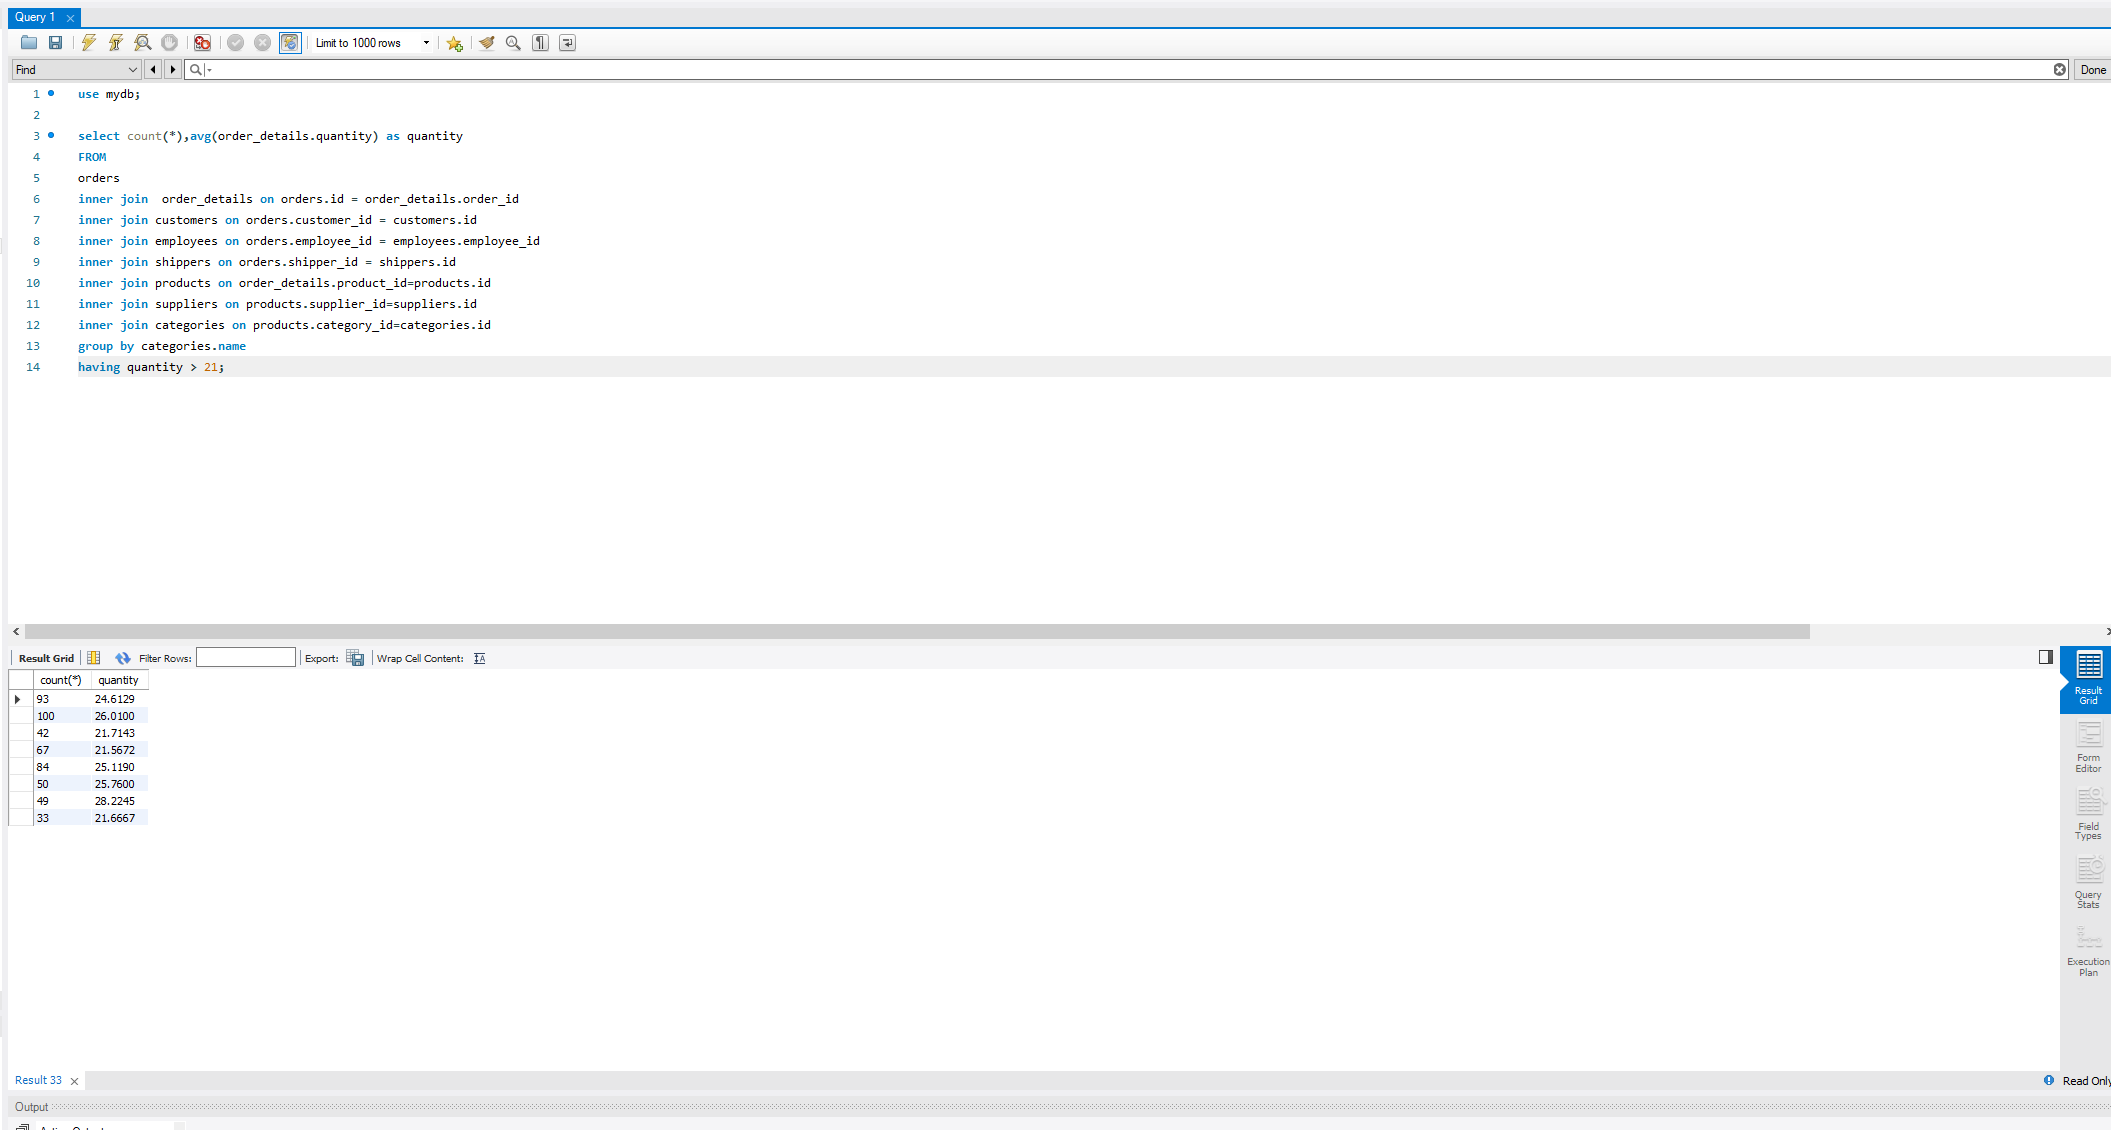 Query 1
Limit to 1000 rows
Find
Done
1 use mydb;
2
3 select count(*),avg(order_details.quantity) as quantity
4 FROM
5 orders
6 inner join  order_details on orders.id = order_details.order_id
7 inner join customers on orders.customer_id = customers.id
8 inner join employees on orders.employee_id = employees.employee_id
9 inner join shippers on orders.shipper_id = shippers.id
10 inner join products on order_details.product_id=products.id
11 inner join suppliers on products.supplier_id=suppliers.id
12 inner join categories on products.category_id=categories.id
13 group by categories.name
14 having quantity > 21;
Result Grid Filter Rows: Export: Wrap Cell Content:
count(*) quantity
93 24.6129
100 26.0100
42 21.7143
67 21.5672
84 25.1190
50 25.7600
49 28.2245
33 21.6667
Result
Grid
Form
Editor
Field
Types
Query
Stats
Execution
Plan
Result 33
Read Only
Output